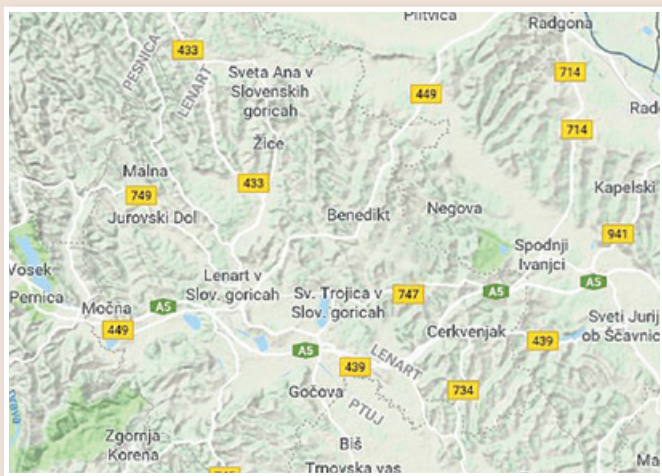 Plitvica
Radgona
433
PESNICA
LENART
Sveta Ana v
Slovenskih
goricah
714
449
Žice
714
Malna
433
749
Jurovski Dol
Kapelski
Benedikt
Negova
941
Spodnji
Ivanjci
Vosek
Pernica
Lenart v
Slov. goricah
Sv. Trojica v
Slov. goricah
747
A5
A5
Močna
A5
449
Sveti Jurij
ob Ščavnic
Cerkvenjak
439
A5
439
LENART
734
Gočova
PTUJ
Zgornja
Korena
Biš
Trnovska vas